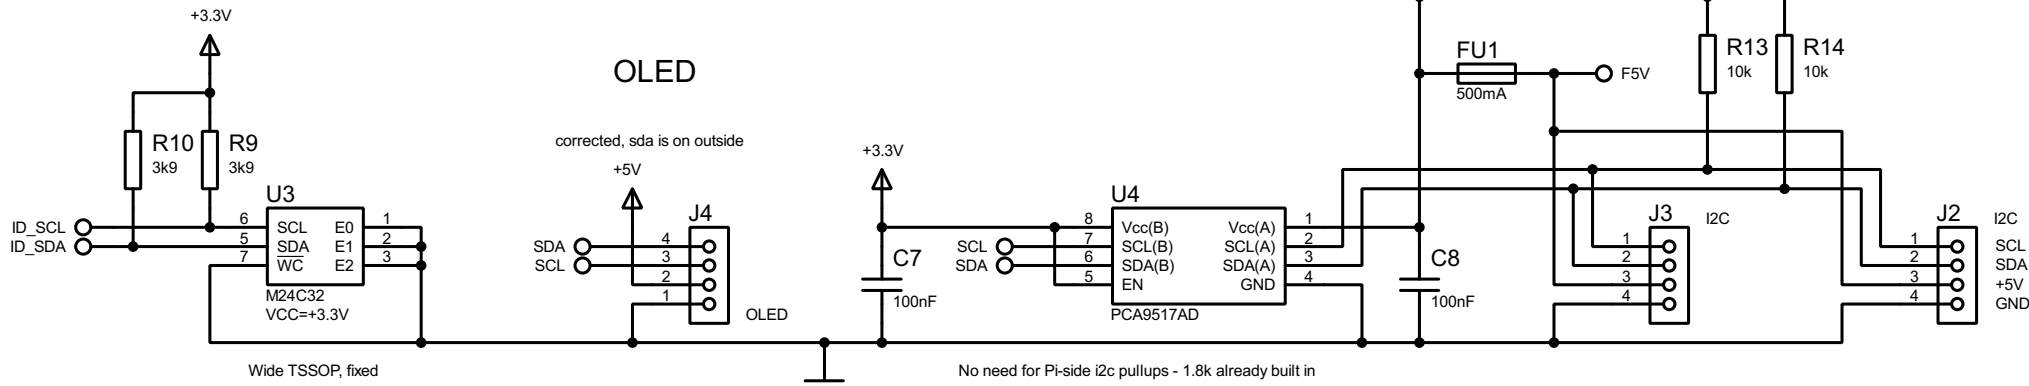 +3.3V
OLED
FU1
500mA
F5V
R13
10k
R14
10k
R10
3k9
R9
3k9
corrected, sda is on outside
+5V
+3.3V
U3
ID_SCL
ID_SDA
6 SCL E0 1
5 SDA E1 2
7 WC E2 3
M24C32
VCC=+3.3V
Wide TSSOP, fixed
J4
SDA 4
SCL 3
2
1
OLED
C7
100nF
U4
8 Vcc(B) Vcc(A) 1
SCL 7 SCL(B) SCL(A) 2
SDA 6 SDA(B) SDA(A) 3
5 EN GND 4
PCA9517AD
C8
100nF
No need for Pi-side i2c pullups - 1.8k already built in
J3 I2C
1
2
3
4
J2 I2C
1 SCL
2 SDA
3 +5V
4 GND